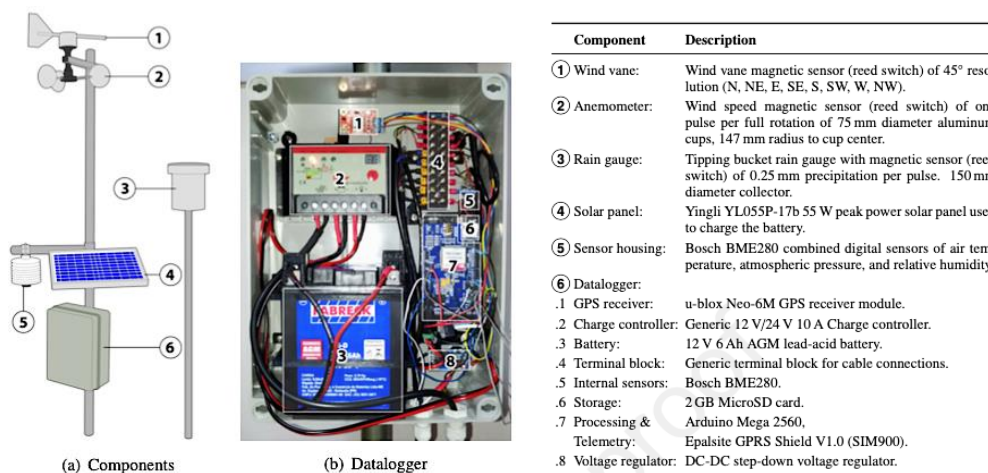 1
2
3
4
5
6
(a) Components
1
2
3
4
5
6
7
8
FABRECK
AGM
(b) Datalogger
Component Description
1 Wind vane: Wind vane magnetic sensor (reed switch) of 45° reso
lution (N, NE, E, SE, S, SW, W, NW).
2 Anemometer: Wind speed magnetic sensor (reed switch) of on
pulse per full rotation of 75 mm diameter aluminu
cups, 147 mm radius to cup center.
3 Rain gauge: Tipping bucket rain gauge with magnetic sensor (ree
switch) of 0.25 mm precipitation per pulse. 150 m
diameter collector.
4 Solar panel: Yingli YL055P-17b 55 W peak power solar panel use
to charge the battery.
5 Sensor housing: Bosch BME280 combined digital sensors of air tem
perature, atmospheric pressure, and relative humidity
6 Datalogger:
.1 GPS receiver: u-blox Neo-6M GPS receiver module.
.2 Charge controller: Generic 12 V/24 V 10 A Charge controller.
.3 Battery: 12 V 6 Ah AGM lead-acid battery.
.4 Terminal block: Generic terminal block for cable connections.
.5 Internal sensors: Bosch BME280.
.6 Storage: 2 GB MicroSD card.
.7 Processing & Arduino Mega 2560,
Telemetry: Epalsite GPRS Shield V1.0 (SIM900).
.8 Voltage regulator: DC-DC step-down voltage regulator.